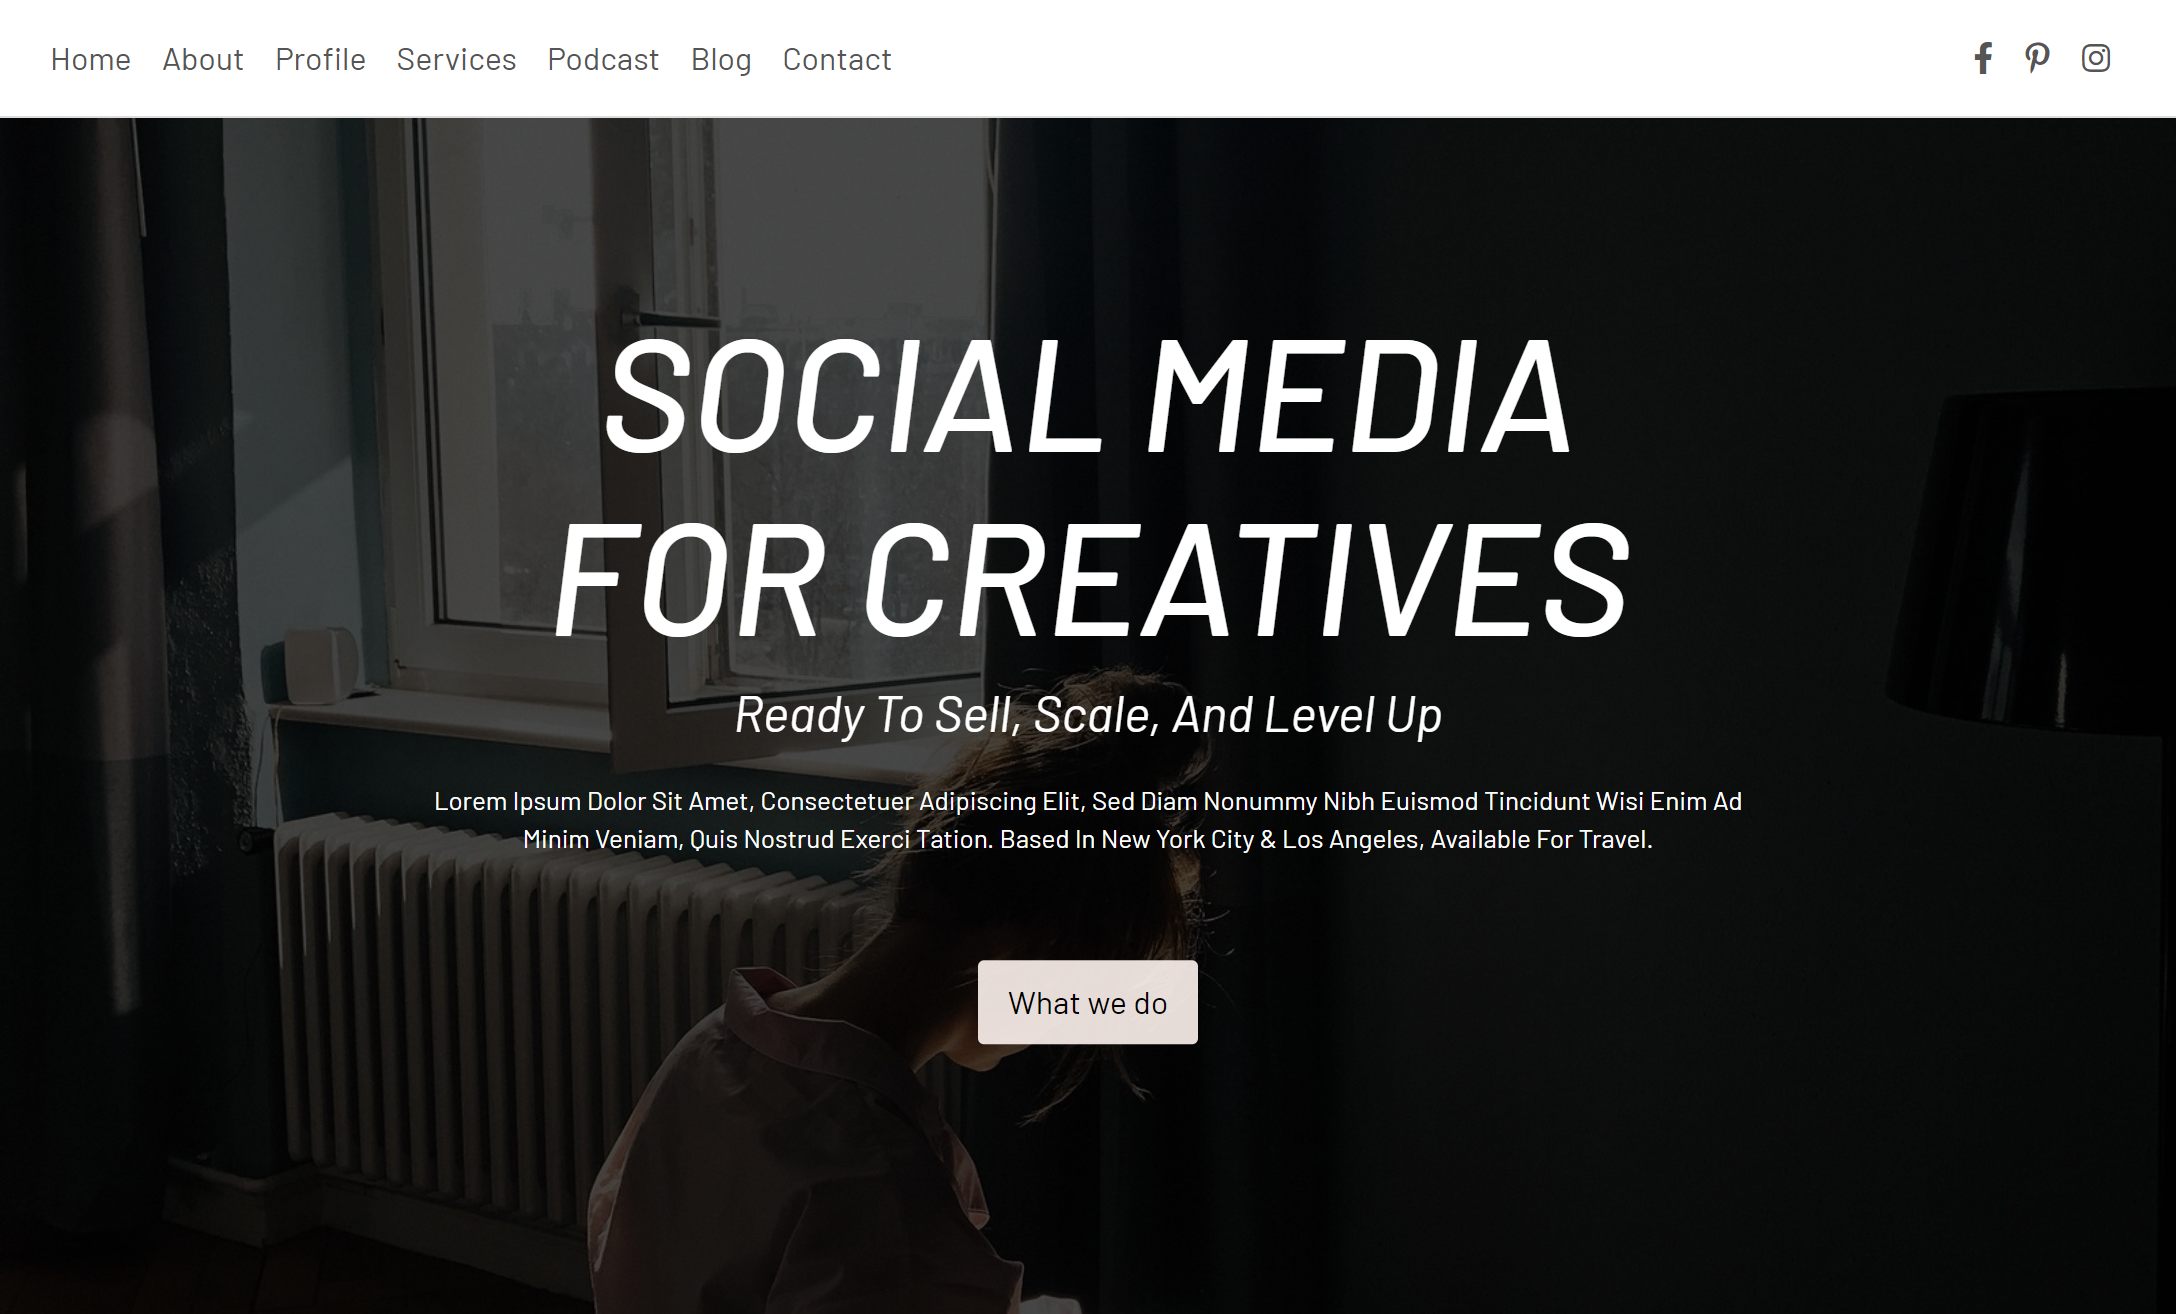 Home About Profile Services Podcast Blog Contact
SOCIAL MEDIA
FOR CREATIVES
Ready To Sell, Scale, And Level Up
Lorem Ipsum Dolor Sit Amet, Consectetuer Adipiscing Elit, Sed Diam Nonummy Nibh Euismod Tincidunt Wisi Enim Ad
Minim Veniam, Quis Nostrud Exerci Tation. Based In New York City & Los Angeles, Available For Travel.
What we do